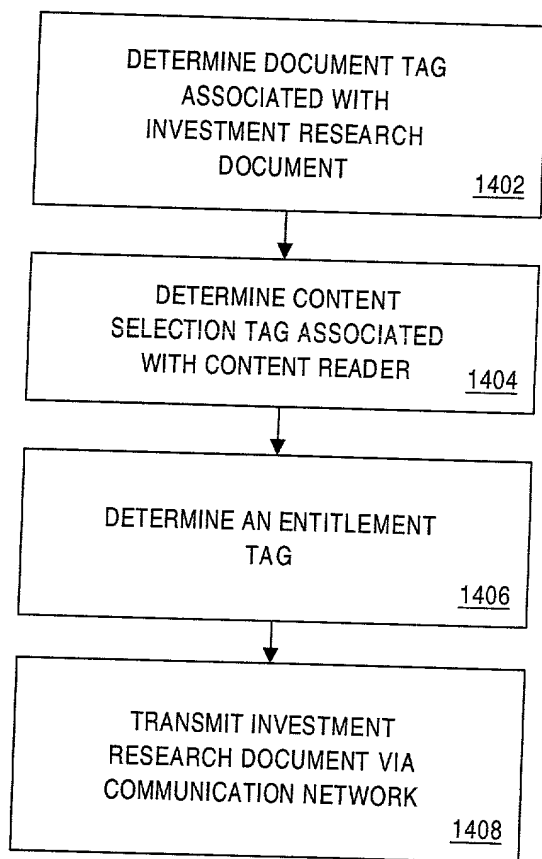 DETERMINE DOCUMENT TAG
ASSOCIATED WITH
INVESTMENT RESEARCH
DOCUMENT
1402
DETERMINE CONTENT
SELECTION TAG ASSOCIATED
WITH CONTENT READER
1404
DETERMINE AN ENTITLEMENT
TAG
1406
TRANSMIT INVESTMENT
RESEARCH DOCUMENT VIA
COMMUNICATION NETWORK
1408